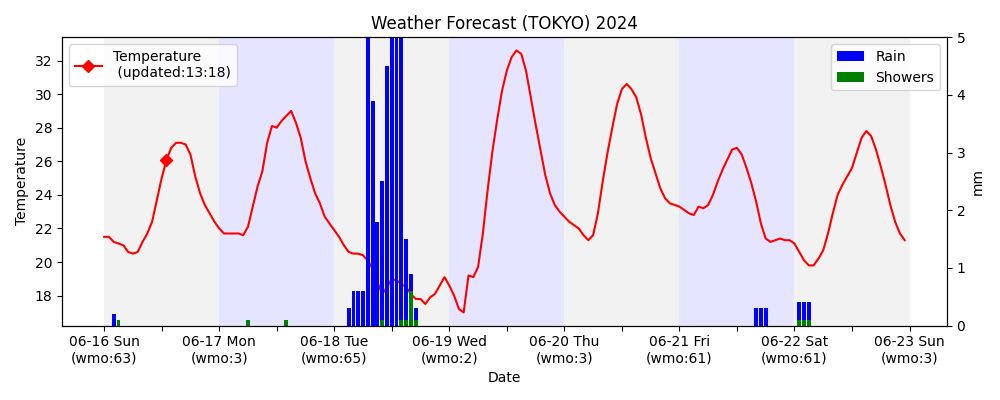 Weather Forecast (TOKYO) 2024
Temperature
(updated:13:18)
Rain
Showers
Temperature
32
30
28
26
24
22
20
18
5
4
3
2
1
0
mm
06-16 Sun
(wmo:63)
06-17 Mon
(wmo:3)
06-18 Tue
(wmo:65)
06-19 Wed
(wmo:2)
06-20 Thu
(wmo:3)
06-21 Fri
(wmo:61)
06-22 Sat
(wmo:61)
06-23 Sun
(wmo:3)
Date